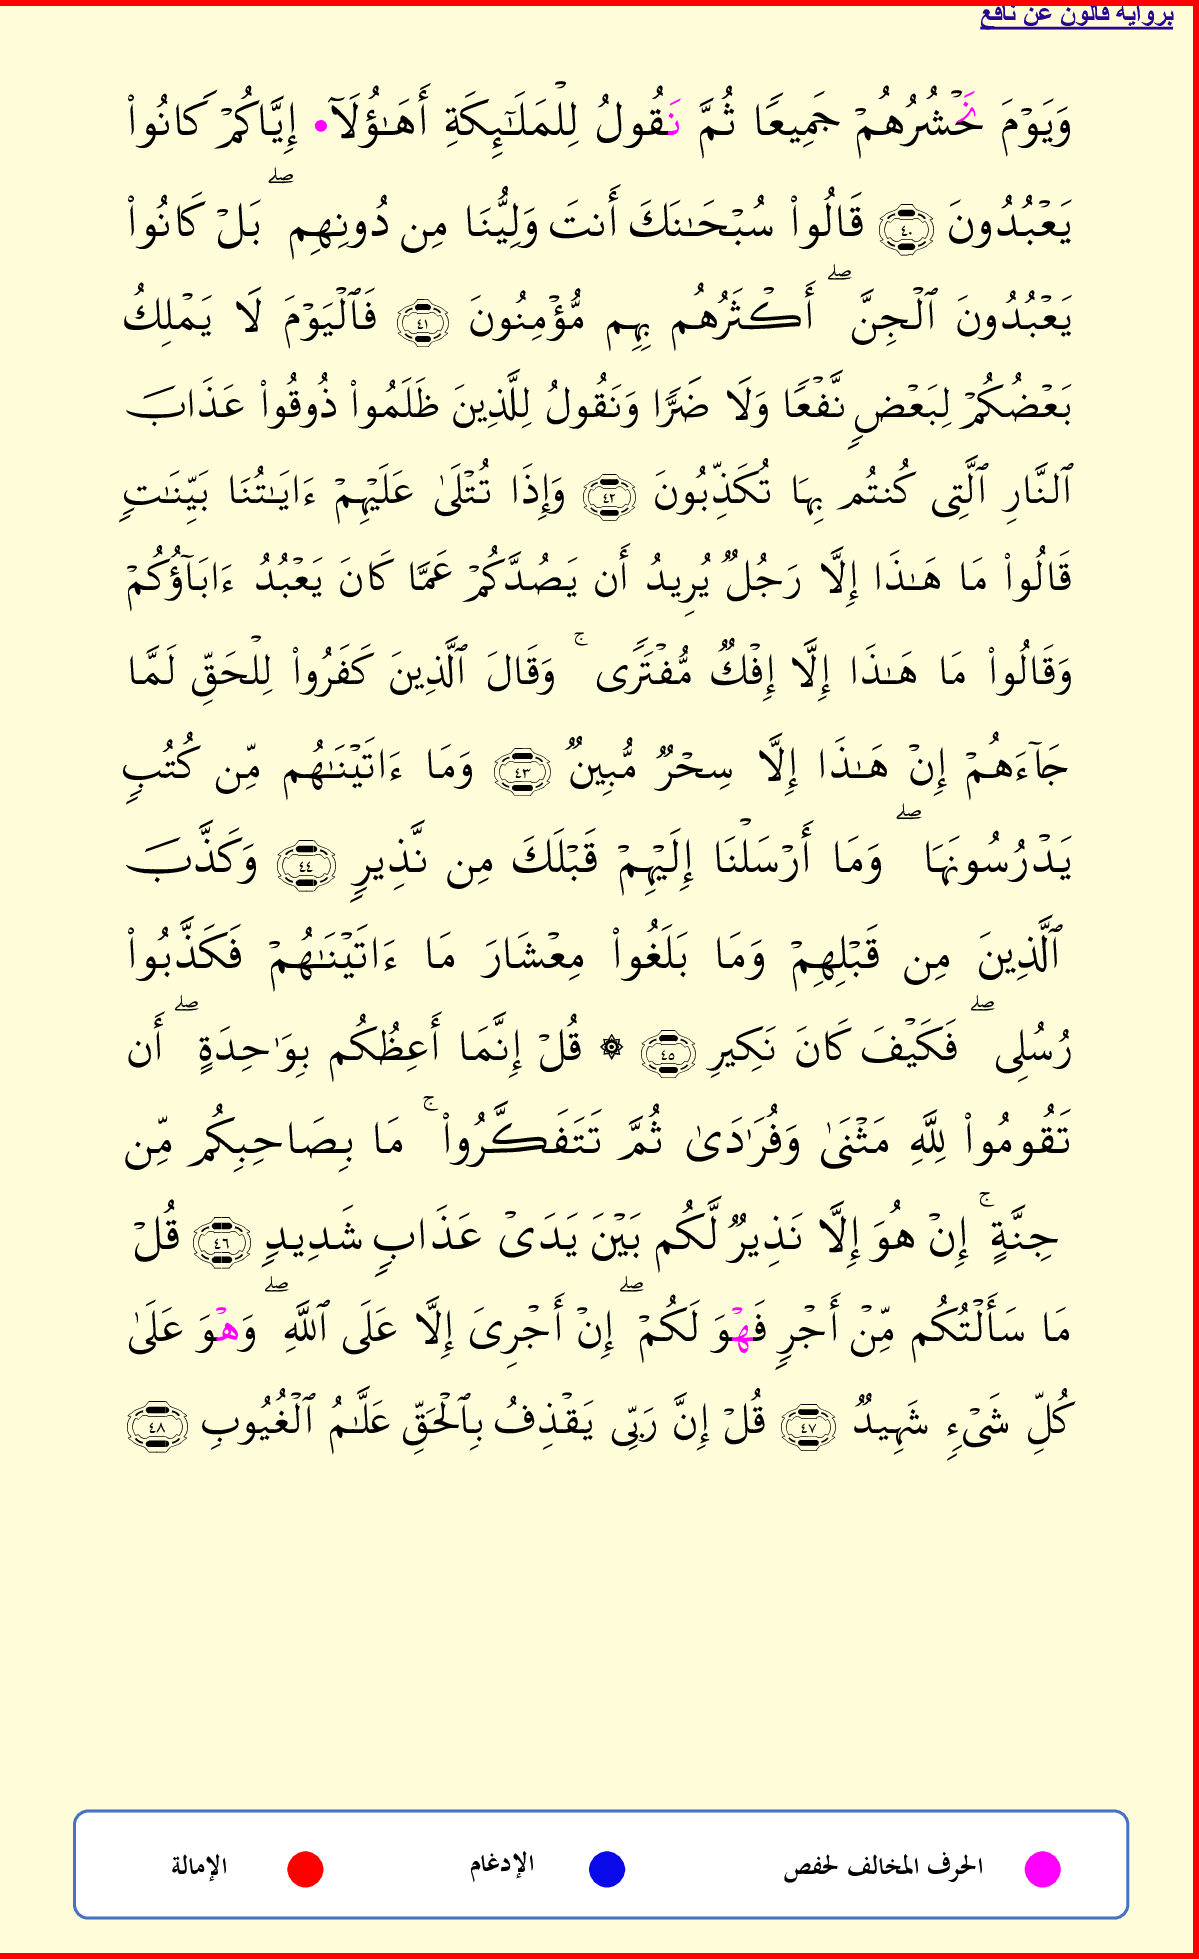 برواية قالون عن نافع
وَيَوْمَ نَحْشُرُهُمْ جَمِيعًا ثُمَّ نَقُولُ لِلْمَلَٰٓئِكَةِ أَهَٰؤُلَآ• إِيَّاكُمْ كَانُوا۟
يَعْبُدُونَ ٤٠ قَالُوا۟ سُبْحَٰنَكَ أَنتَ وَلِيُّنَا مِن دُونِهِم ۖ بَلْ كَانُوا۟
يَعْبُدُونَ ٱلْجِنَّ ۖ أَكْثَرُهُم بِهِم مُّؤْمِنُونَ ٤١ فَٱلْيَوْمَ لَا يَمْلِكُ
بَعْضُكُمْ لِبَعْضٍ نَّفْعًا وَلَا ضَرًّا وَنَقُولُ لِلَّذِينَ ظَلَمُوا۟ ذُوقُوا۟ عَذَابَ
ٱلنَّارِ ٱلَّتِى كُنتُم بِهَا تُكَذِّبُونَ ٤٢ وَإِذَا تُتْلَىٰ عَلَيْهِمْ ءَايَٰتُنَا بَيِّنَٰتٍ
قَالُوا۟ مَا هَٰذَا إِلَّا رَجُلٌ يُرِيدُ أَن يَصُدَّكُمْ عَمَّا كَانَ يَعْبُدُ ءَابَآؤُكُمْ
وَقَالُوا۟ مَا هَٰذَا إِلَّا إِفْكٌ مُّفْتَرًى ۚ وَقَالَ ٱلَّذِينَ كَفَرُوا۟ لِلْحَقِّ لَمَّا
جَآءَهُمْ إِنْ هَٰذَا إِلَّا سِحْرٌ مُّبِينٌ ٤٣ وَمَا ءَاتَيْنَٰهُم مِّن كُتُبٍ
يَدْرُسُونَهَا ۖ وَمَا أَرْسَلْنَا إِلَيْهِمْ قَبْلَكَ مِن نَّذِيرٍ ٤٤ وَكَذَّبَ
ٱلَّذِينَ مِن قَبْلِهِمْ وَمَا بَلَغُوا۟ مِعْشَارَ مَا ءَاتَيْنَٰهُمْ فَكَذَّبُوا۟
رُسُلِى ۖ فَكَيْفَ كَانَ نَكِيرِ ٤٥ ۞ قُلْ إِنَّمَا أَعِظُكُم بِوَٰحِدَةٍ ۖ أَن
تَقُومُوا۟ لِلَّهِ مَثْنَىٰ وَفُرَٰدَىٰ ثُمَّ تَتَفَكَّرُوا۟ ۚ مَا بِصَاحِبِكُم مِّن
جِنَّةٍ ۚ إِنْ هُوَ إِلَّا نَذِيرٌ لَّكُم بَيْنَ يَدَىْ عَذَابٍ شَدِيدٍ ٤٦ قُلْ
مَا سَأَلْتُكُم مِّنْ أَجْرٍ فَهْوَ لَكُمْ ۖ إِنْ أَجْرِىَ إِلَّا عَلَى ٱللَّهِ ۖ وَهْوَ عَلَىٰ
كُلِّ شَىْءٍ شَهِيدٌ ٤٧ قُلْ إِنَّ رَبِّى يَقْذِفُ بِٱلْحَقِّ عَلَّٰمُ ٱلْغُيُوبِ ٤٨
الحرف المخالف لحفص الإدغام الإمالة